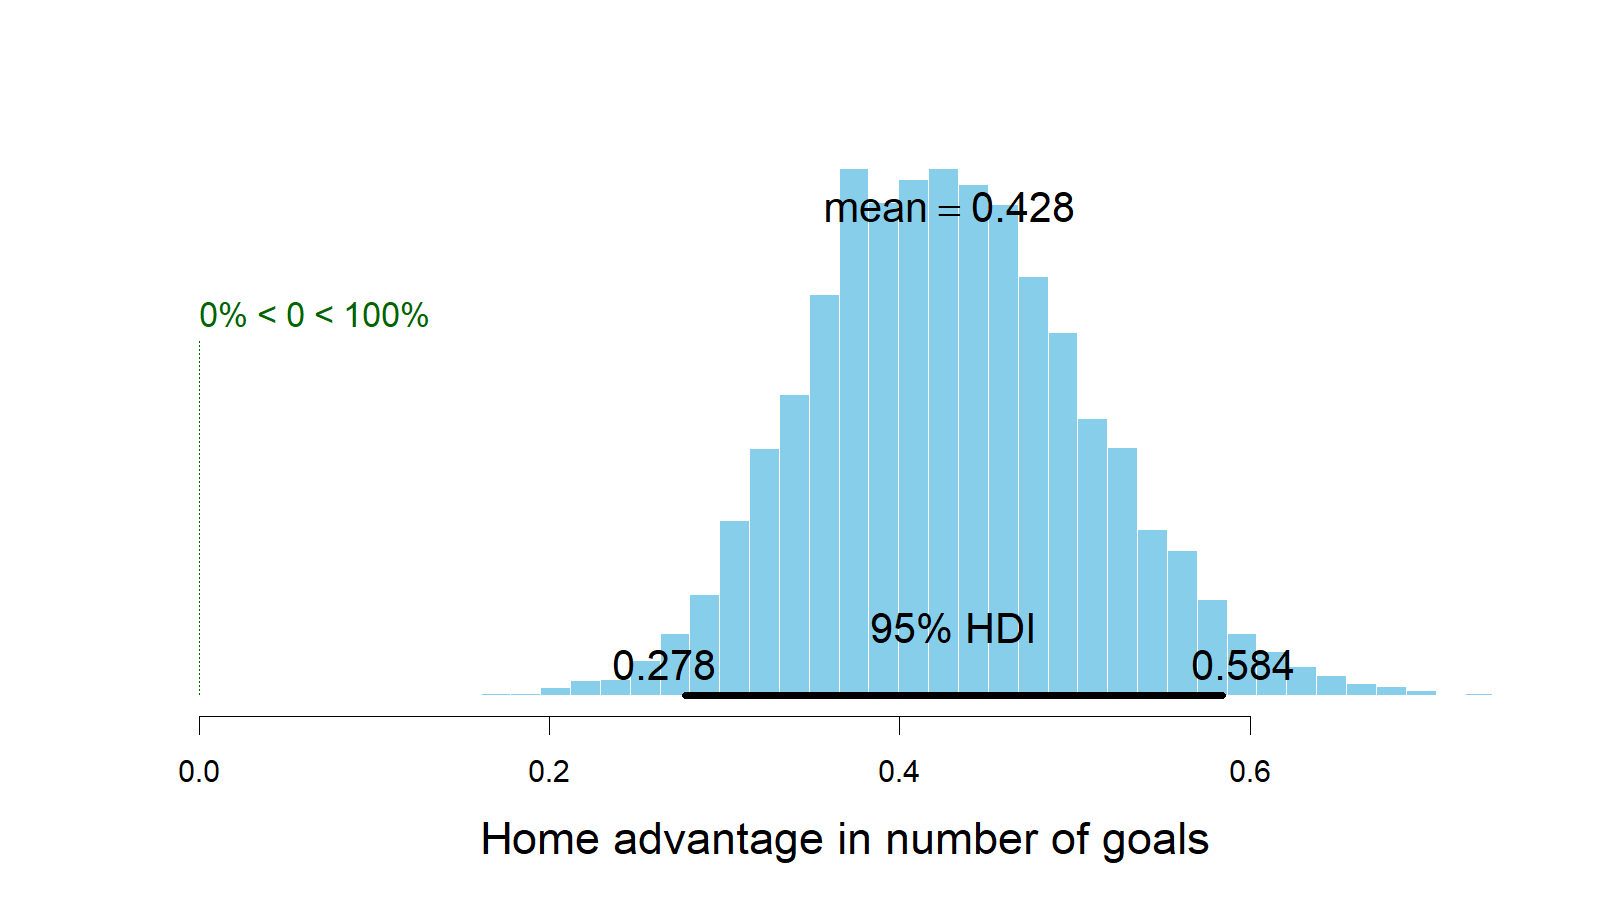 mean = 0.428
0% < 0 < 100%
95% HDI
0.278 0.584
0.0 0.2 0.4 0.6
Home advantage in number of goals